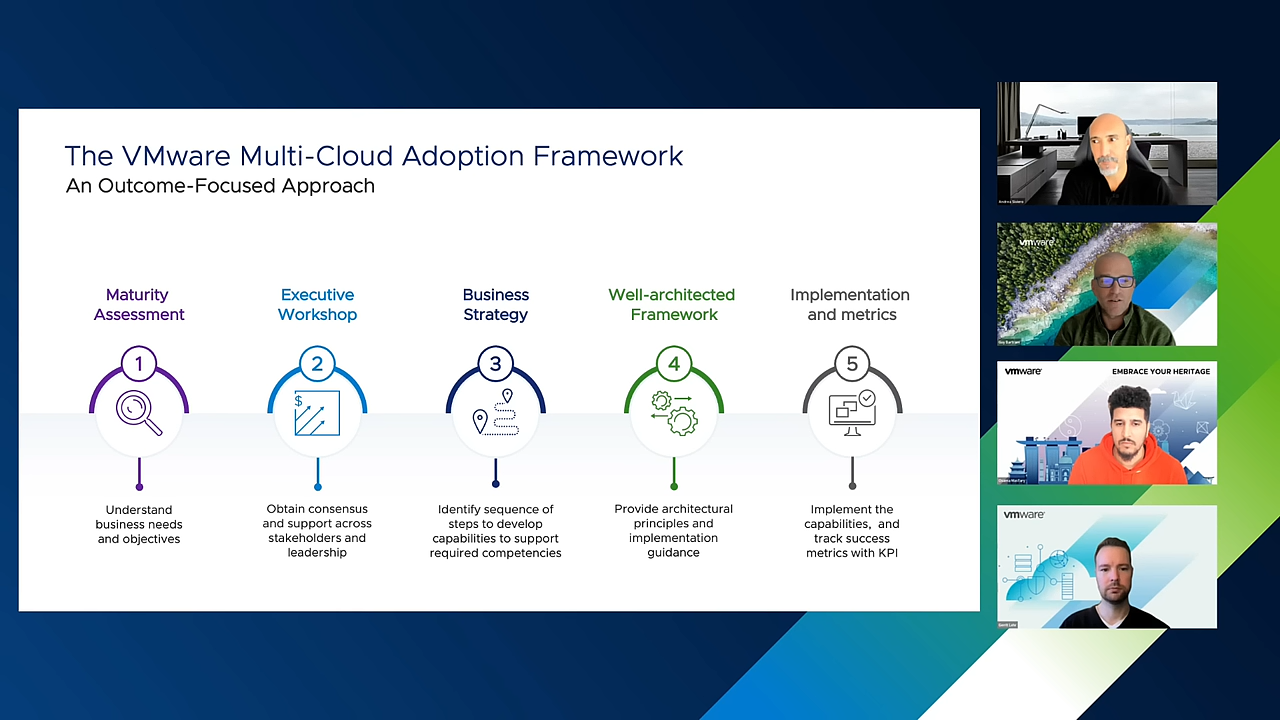 The VMware Multi-Cloud Adoption Framework
An Outcome-Focused Approach
Maturity
Assessment
1
Understand
business needs
and objectives
Executive
Workshop
2
$
Obtain consensus
and support across
stakeholders and
leadership
Business
Strategy
3
Identify sequence of
steps to develop
capabilities to support
required competencies
Well-architected
Framework
4
Provide architectural
principles and
implementation
guidance
Implementation
and metrics
5
Implement the
capabilities, and
track success
metrics with KPI
vmware
Guy Bartram
vmware
EMBRACE YOUR HERITAGE
vmware